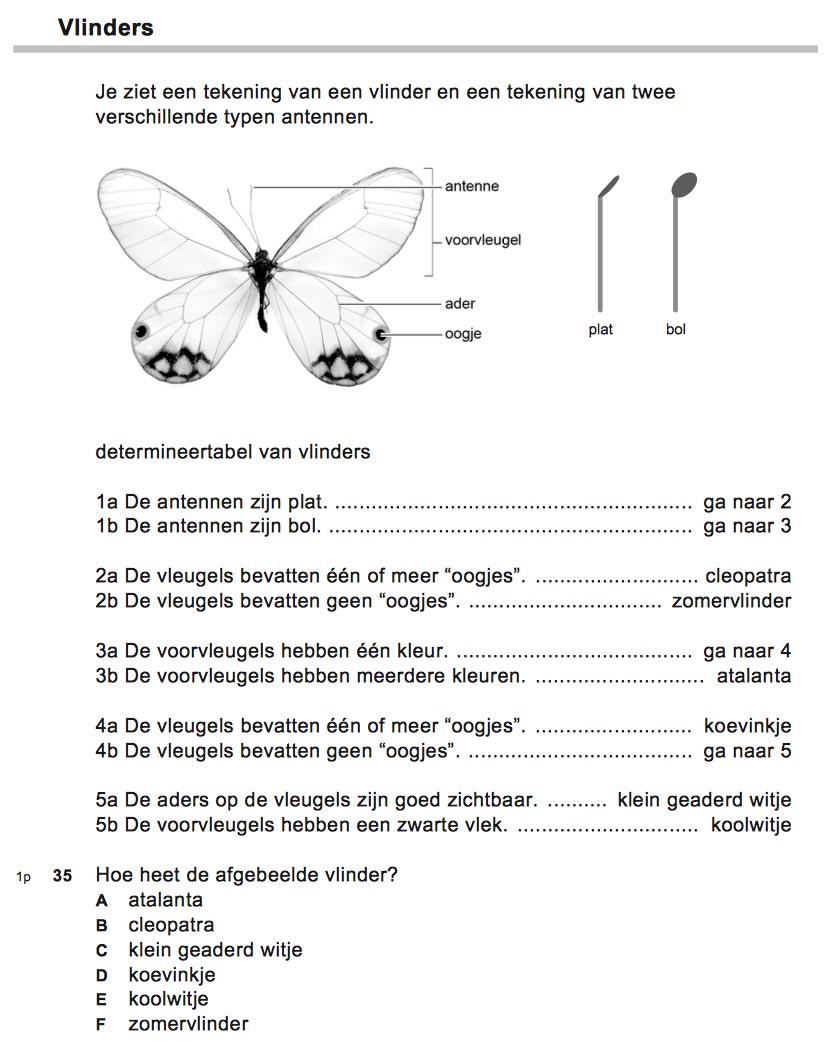 Vlinders
Je ziet een tekening van een vlinder en een tekening van twee
verschillende typen antennen.
antenne
voorvleugel
ader
oogje
plat
bol
determineertabel van vlinders
1a De antennen zijn plat. ............................................................ ga naar 2
1b De antennen zijn bol. ............................................................. ga naar 3
2a De vleugels bevatten één of meer “oogjes”. ........................... cleopatra
2b De vleugels bevatten geen “oogjes”. ................................ zomervlinder
3a De voorvleugels hebben één kleur. ....................................... ga naar 4
3b De voorvleugels hebben meerdere kleuren. ............................ atalanta
4a De vleugels bevatten één of meer “oogjes”. .......................... koevinkje
4b De vleugels bevatten geen “oogjes”. ..................................... ga naar 5
5a De aders op de vleugels zijn goed zichtbaar. .......... klein geaderd witje
5b De voorvleugels hebben een zwarte vlek. .............................. koolwitje
1p 35 Hoe heet de afgebeelde vlinder?
A atalanta
B cleopatra
C klein geaderd witje
D koevinkje
E koolwitje
F zomervlinder